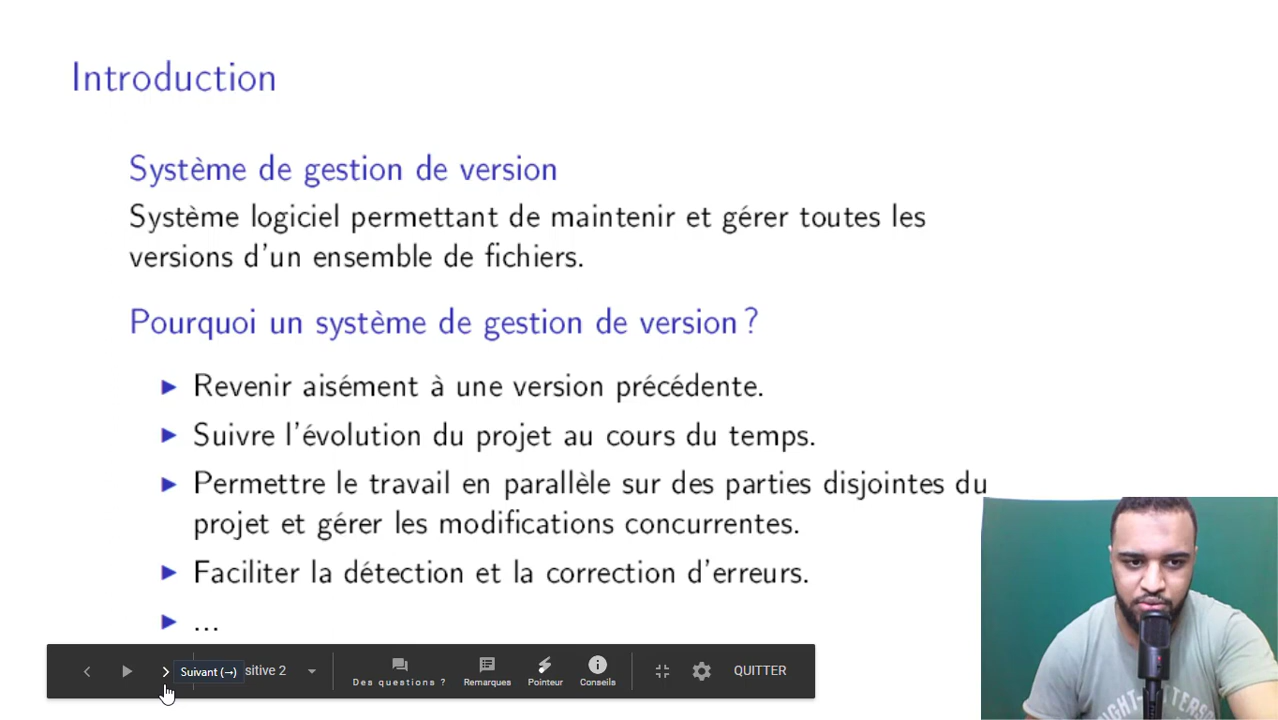 Introduction
Système de gestion de version
Système logiciel permettant de maintenir et gérer toutes les
versions d'un ensemble de fichiers.
Pourquoi un système de gestion de version ?
▶ Revenir aisément à une version précédente.
▶ Suivre l'évolution du projet au cours du temps.
▶ Permettre le travail en parallèle sur des parties disjointes du
projet et gérer les modifications concurrentes.
▶ Faciliter la détection et la correction d'erreurs.
▶ ...
Suivant (→) sitive 2 Des questions ? Remarques Pointeur Conseils QUITTER